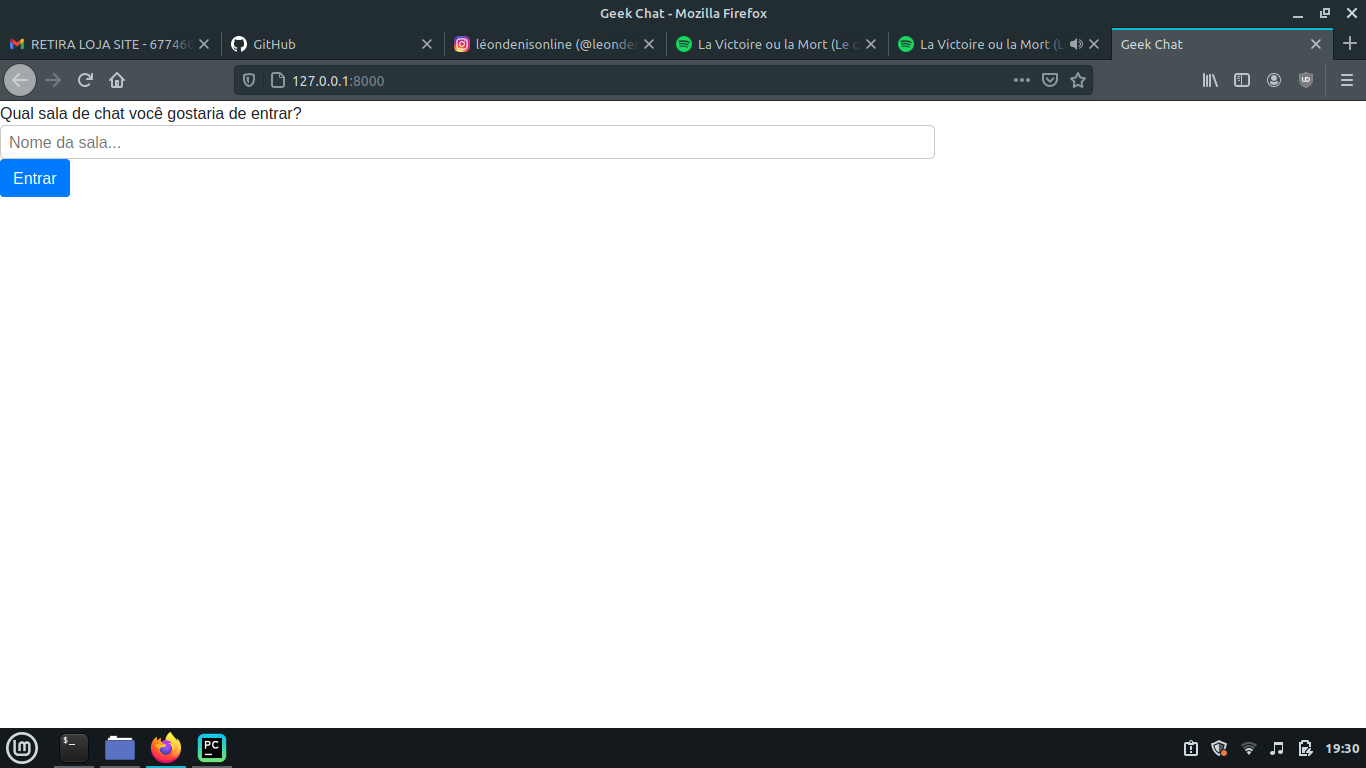 Geek Chat - Mozilla Firefox
RETIRA LOJA SITE - 67746
GitHub
léondenisonline (@leonden
La Victoire ou la Mort (Le c
La Victoire ou la Mort (L
Geek Chat
127.0.0.1:8000
Qual sala de chat você gostaria de entrar?
Nome da sala...
Entrar
$_
PC
19:30